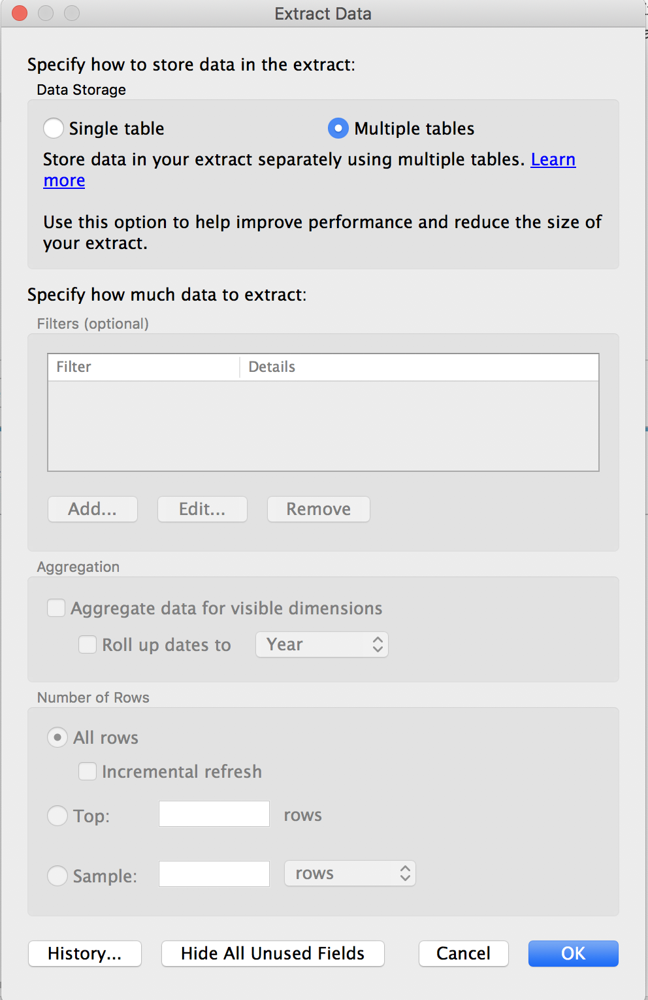 Extract Data
Specify how to store data in the extract:
Data Storage
Single table Multiple tables
Store data in your extract separately using multiple tables. Learn
more
Use this option to help improve performance and reduce the size of
your extract.
Specify how much data to extract:
Filters (optional)
Filter Details
Add... Edit... Remove
Aggregation
Aggregate data for visible dimensions
Roll up dates to Year
Number of Rows
All rows
Incremental refresh
Top: rows
Sample: rows
History... Hide All Unused Fields Cancel OK